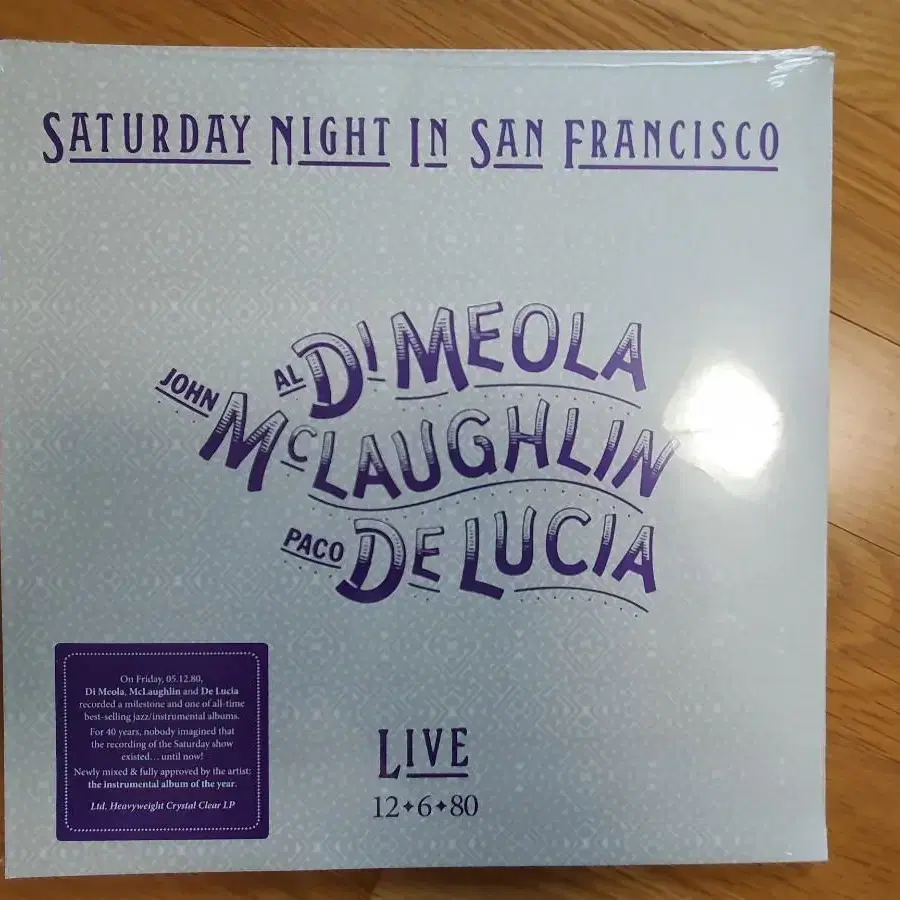 SATURDAY NIGHT IN SAN FRANCISCO
AL DI MEOLA
JOHN MCLAUGHLIN
PACO DE LUCIA
On Friday, 05.12.80,
Di Meola, McLaughlin and De Lucia
recorded a milestone and one of all-time
best-selling jazz/instrumental albums.
For 40 years, nobody imagined that
the recording of the Saturday show
existed... until now!
Newly mixed & fully approved by the artist:
the instrumental album of the year.
Ltd. Heavyweight Crystal Clear LP
LIVE
12✦6✦80